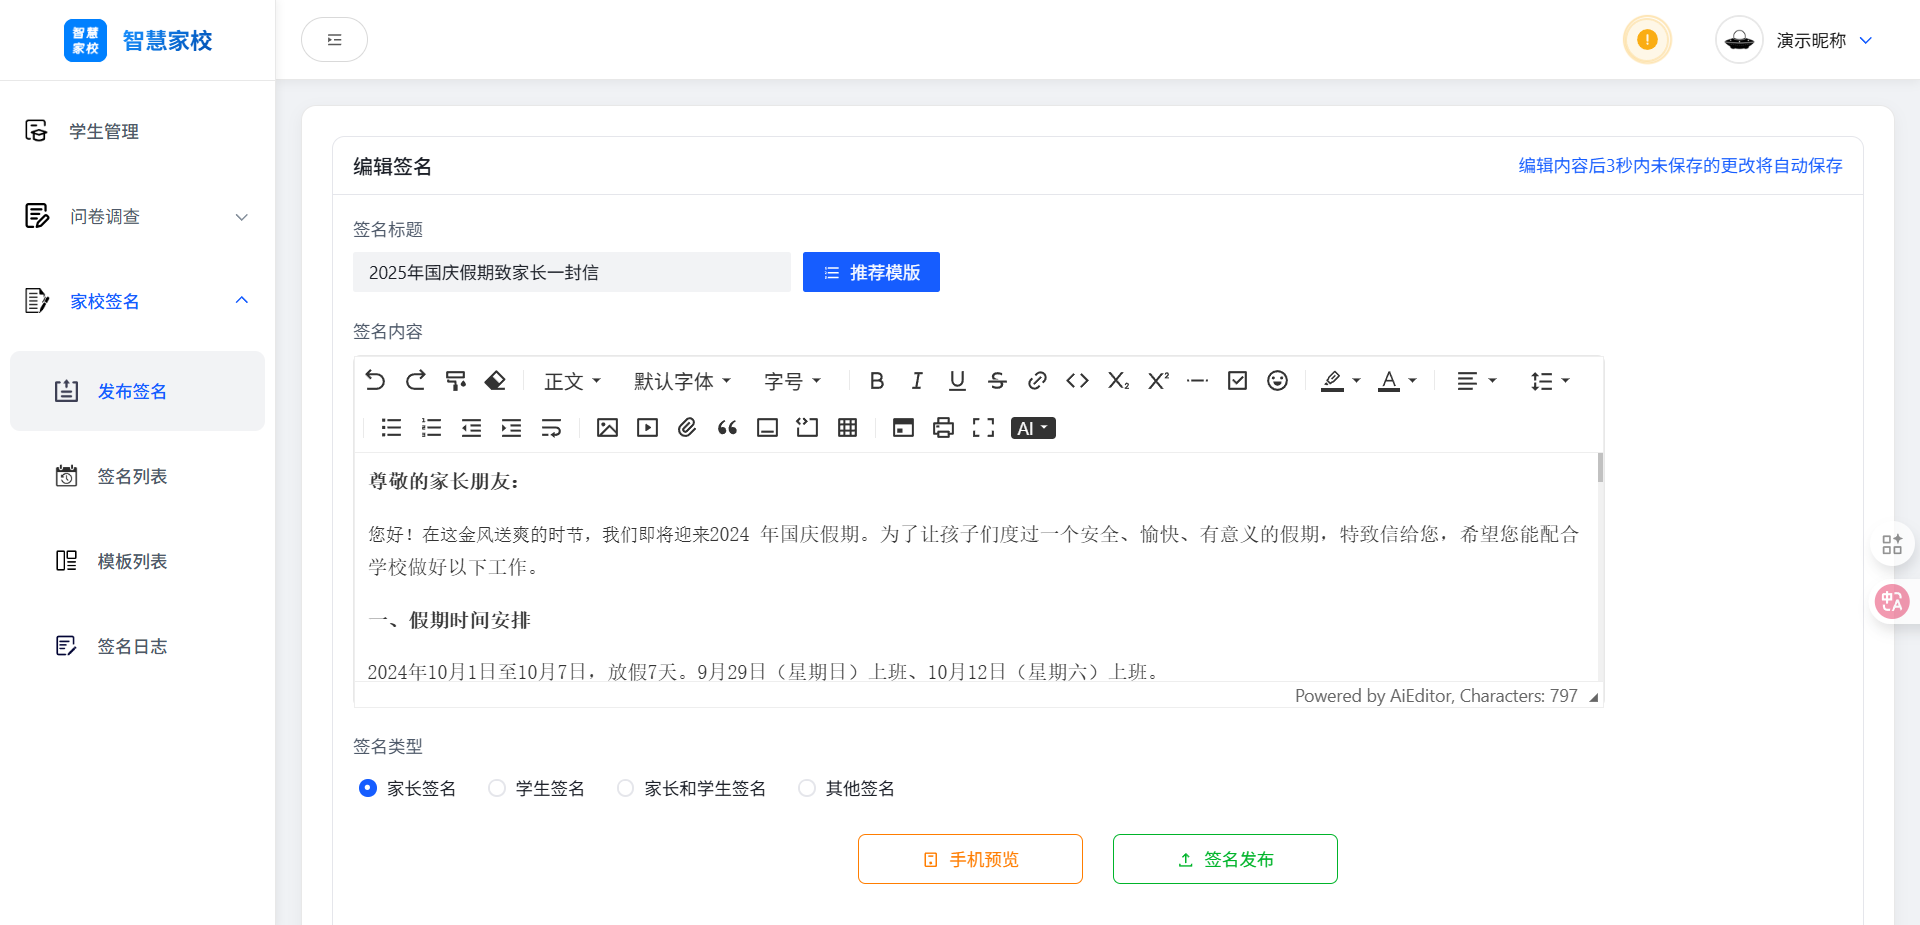 智慧
家校
智慧家校
演示昵称
学生管理
问卷调查
家校签名
发布签名
签名列表
模板列表
签名日志
编辑签名
编辑内容后3秒内未保存的更改将自动保存
签名标题
2025年国庆假期致家长一封信
推荐模版
签名内容
正文 默认字体 字号
AI
尊敬的家长朋友：
您好！在这金风送爽的时节，我们即将迎来2024 年国庆假期。为了让孩子们度过一个安全、愉快、有意义的假期，特致信给您，希望您能配合
学校做好以下工作。
一、假期时间安排
2024年10月1日至10月7日，放假7天。9月29日（星期日）上班、10月12日（星期六）上班。
Powered by AiEditor, Characters: 797
签名类型
家长签名 学生签名 家长和学生签名 其他签名
手机预览 签名发布